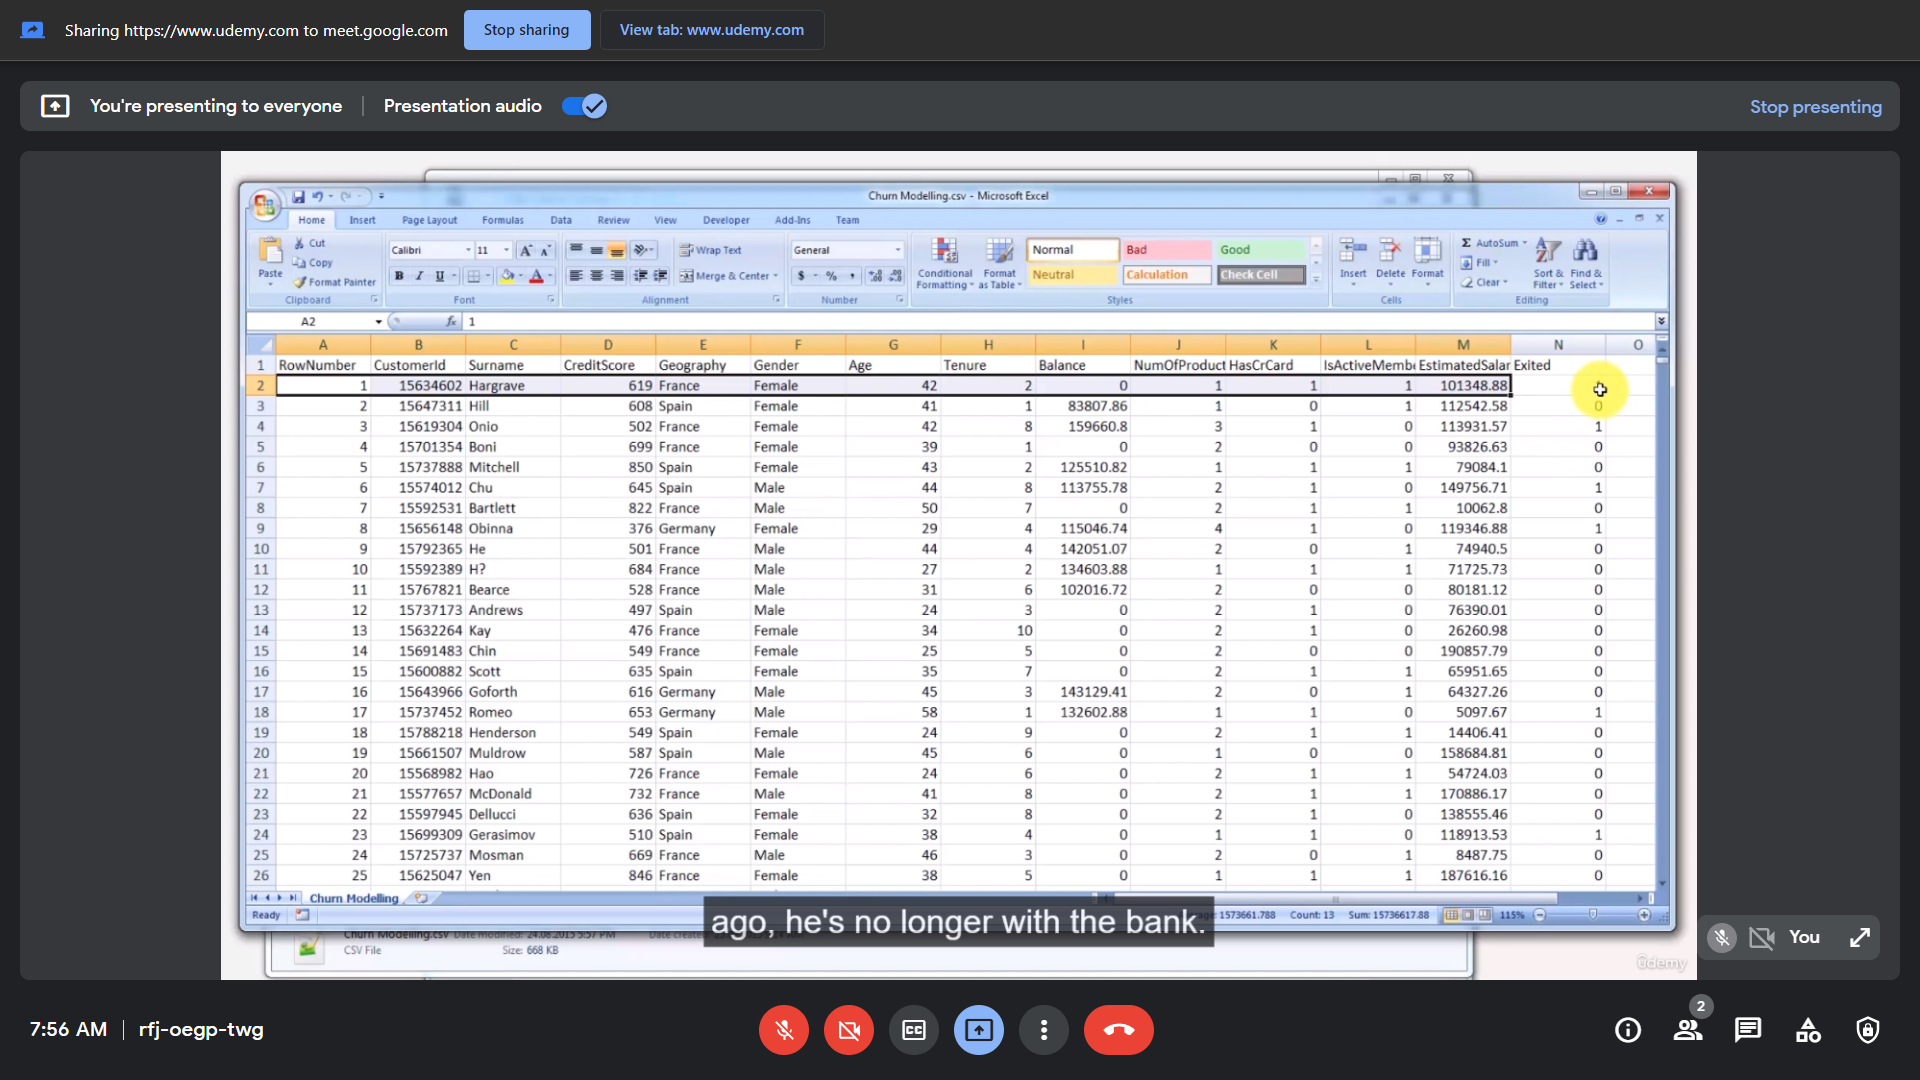 Sharing https://www.udemy.com to meet.google.com Stop sharing View tab: www.udemy.com
You're presenting to everyone Presentation audio Stop presenting
Churn Modelling.csv - Microsoft Excel
Home Insert Page Layout Formulas Data Review View Developer Add-Ins Team
Cut Calibri 11 Wrap Text General Normal Bad Good AutoSum
Copy Fill
Paste Format Painter B I U Merge & Center $ % Conditional Formatting Format as Table Neutral Calculation Check Cell Insert Delete Format Clear Sort & Filter Find & Select
Clipboard Font Alignment Number Styles Cells Editing
A2 fx 1
A B C D E F G H I J K L M N O
1 RowNumber CustomerId Surname CreditScore Geography Gender Age Tenure Balance NumOfProduct HasCrCard IsActiveMembe EstimatedSalar Exited
2 1 15634602 Hargrave 619 France Female 42 2 0 1 1 1 101348.88
3 2 15647311 Hill 608 Spain Female 41 1 83807.86 1 0 1 112542.58 0
4 3 15619304 Onio 502 France Female 42 8 159660.8 3 1 0 113931.57 1
5 4 15701354 Boni 699 France Female 39 1 0 2 0 0 93826.63 0
6 5 15737888 Mitchell 850 Spain Female 43 2 125510.82 1 1 1 79084.1 0
7 6 15574012 Chu 645 Spain Male 44 8 113755.78 2 1 0 149756.71 1
8 7 15592531 Bartlett 822 France Male 50 7 0 2 1 1 10062.8 0
9 8 15656148 Obinna 376 Germany Female 29 4 115046.74 4 1 0 119346.88 1
10 9 15792365 He 501 France Male 44 4 142051.07 2 0 1 74940.5 0
11 10 15592389 H? 684 France Male 27 2 134603.88 1 1 1 71725.73 0
12 11 15767821 Bearce 528 France Male 31 6 102016.72 2 0 0 80181.12 0
13 12 15737173 Andrews 497 Spain Male 24 3 0 2 1 0 76390.01 0
14 13 15632264 Kay 476 France Female 34 10 0 2 1 0 26260.98 0
15 14 15691483 Chin 549 France Female 25 5 0 2 0 0 190857.79 0
16 15 15600882 Scott 635 Spain Female 35 7 0 2 1 1 65951.65 0
17 16 15643966 Goforth 616 Germany Male 45 3 143129.41 2 0 1 64327.26 0
18 17 15737452 Romeo 653 Germany Male 58 1 132602.88 1 1 0 5097.67 1
19 18 15788218 Henderson 549 Spain Female 24 9 0 2 1 1 14406.41 0
20 19 15661507 Muldrow 587 Spain Male 45 6 0 1 0 0 158684.81 0
21 20 15568982 Hao 726 France Female 24 6 0 2 1 1 54724.03 0
22 21 15577657 McDonald 732 France Male 41 8 0 2 1 1 170886.17 0
23 22 15597945 Dellucci 636 Spain Female 32 8 0 2 1 0 138555.46 0
24 23 15699309 Gerasimov 510 Spain Female 38 4 0 1 1 0 118913.53 1
25 24 15725737 Mosman 669 France Male 46 3 0 2 0 1 8487.75 0
26 25 15625047 Yen 846 France Female 38 5 0 1 1 1 187616.16 0
Churn Modelling
Ready 1573661.788 Count: 13 Sum: 15736617.88 115%
ago, he's no longer with the bank.
Churn Modelling.csv Date modified: 24.08.2015 5:57 PM
CSV File Size: 668 KB
You
ûdemy
7:56 AM rfj-oegp-twg CC 2